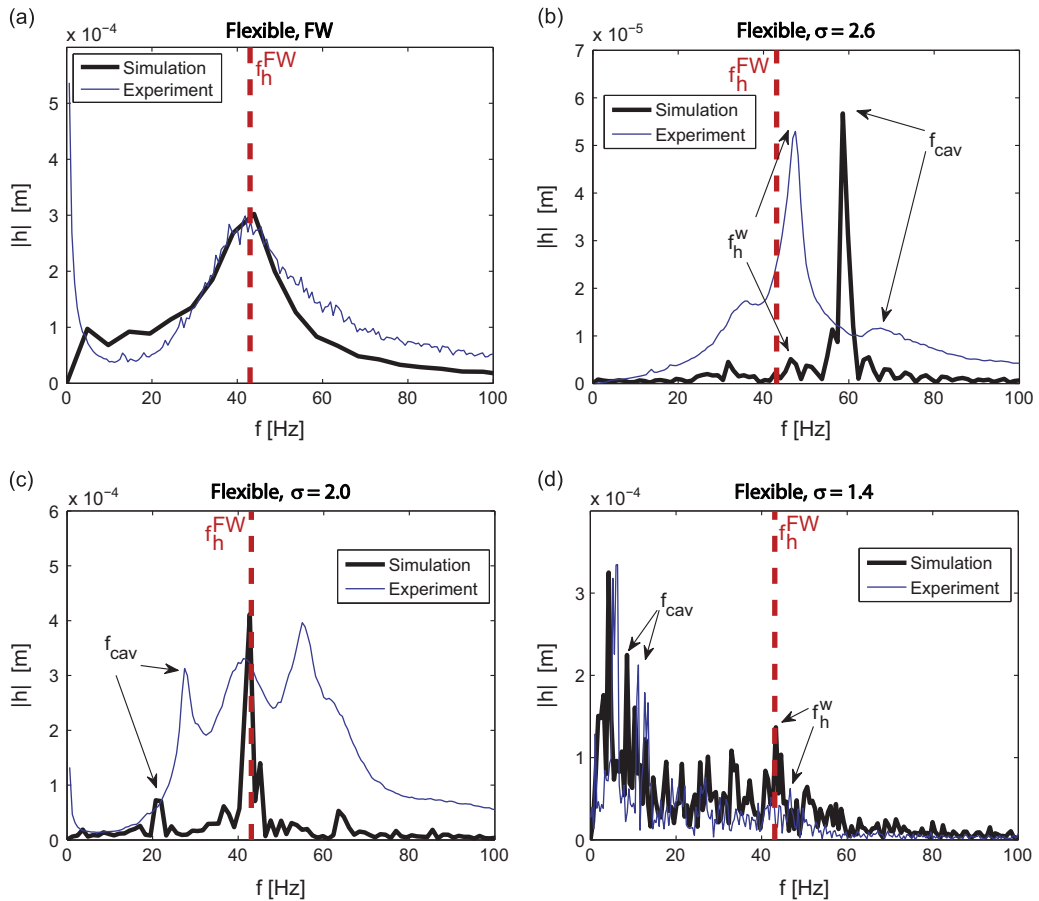 (a)
Flexible, FW
x 10⁻⁴
Simulation
Experiment
f_h^FW
5
4
3
2
1
0
|h| [m]
0 20 40 60 80 100
f [Hz]
(b)
Flexible, σ = 2.6
x 10⁻⁵
f_h^FW
Simulation
Experiment
f_cav
f_h^w
7
6
5
4
3
2
1
0
|h| [m]
0 20 40 60 80 100
f [Hz]
(c)
Flexible, σ = 2.0
x 10⁻⁴
f_h^FW
Simulation
Experiment
f_cav
6
5
4
3
2
1
0
|h| [m]
0 20 40 60 80 100
f [Hz]
(d)
Flexible, σ = 1.4
x 10⁻⁴
f_h^FW
Simulation
Experiment
f_cav
f_h^w
3
2
1
0
|h| [m]
0 20 40 60 80 100
f [Hz]